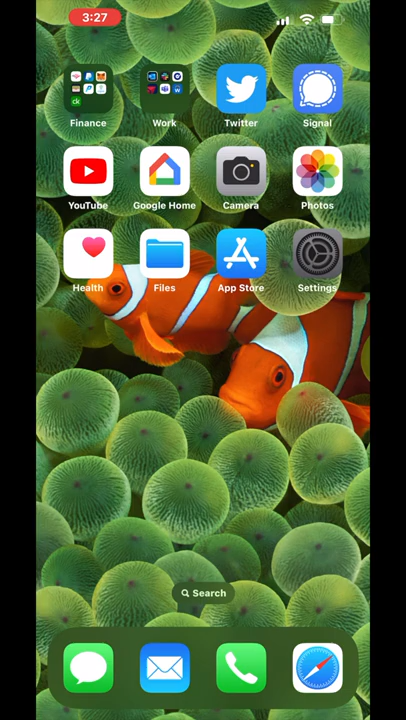 3:27
Finance
Work
Twitter
Signal
YouTube
Google Home
Camera
Photos
Health
Files
App Store
Settings
Search